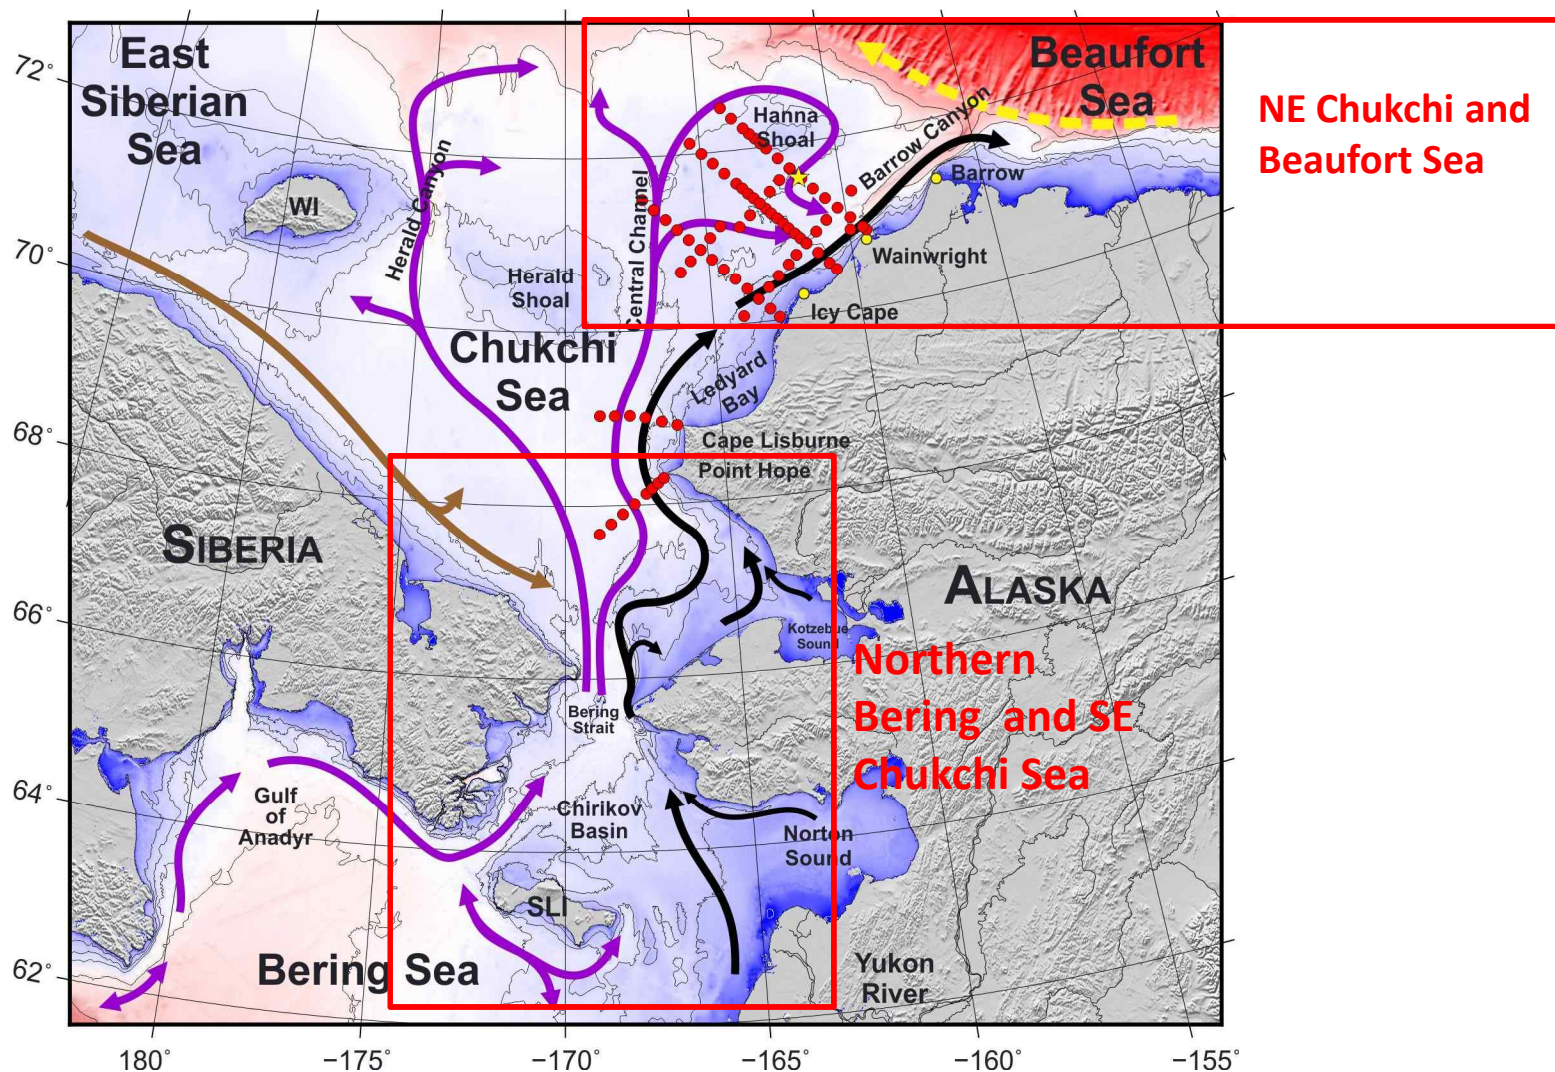 East
Siberian
Sea
Beaufort
Sea
NE Chukchi and
Beaufort Sea
72°
70°
68°
66°
64°
62°
Hanna
Shoal
Barrow Canyon
Barrow
WI
Herald Canyon
Central Channel
Wainwright
Herald
Shoal
Icy Cape
Chukchi
Sea
Ledyard
Bay
Cape Lisburne
Point Hope
SIBERIA
ALASKA
Kotzebue
Sound
Northern
Bering and SE
Chukchi Sea
Bering
Strait
Gulf
of
Anadyr
Chirikov
Basin
Norton
Sound
SLI
Bering Sea
Yukon
River
180°
−175°
−170°
−165°
−160°
−155°